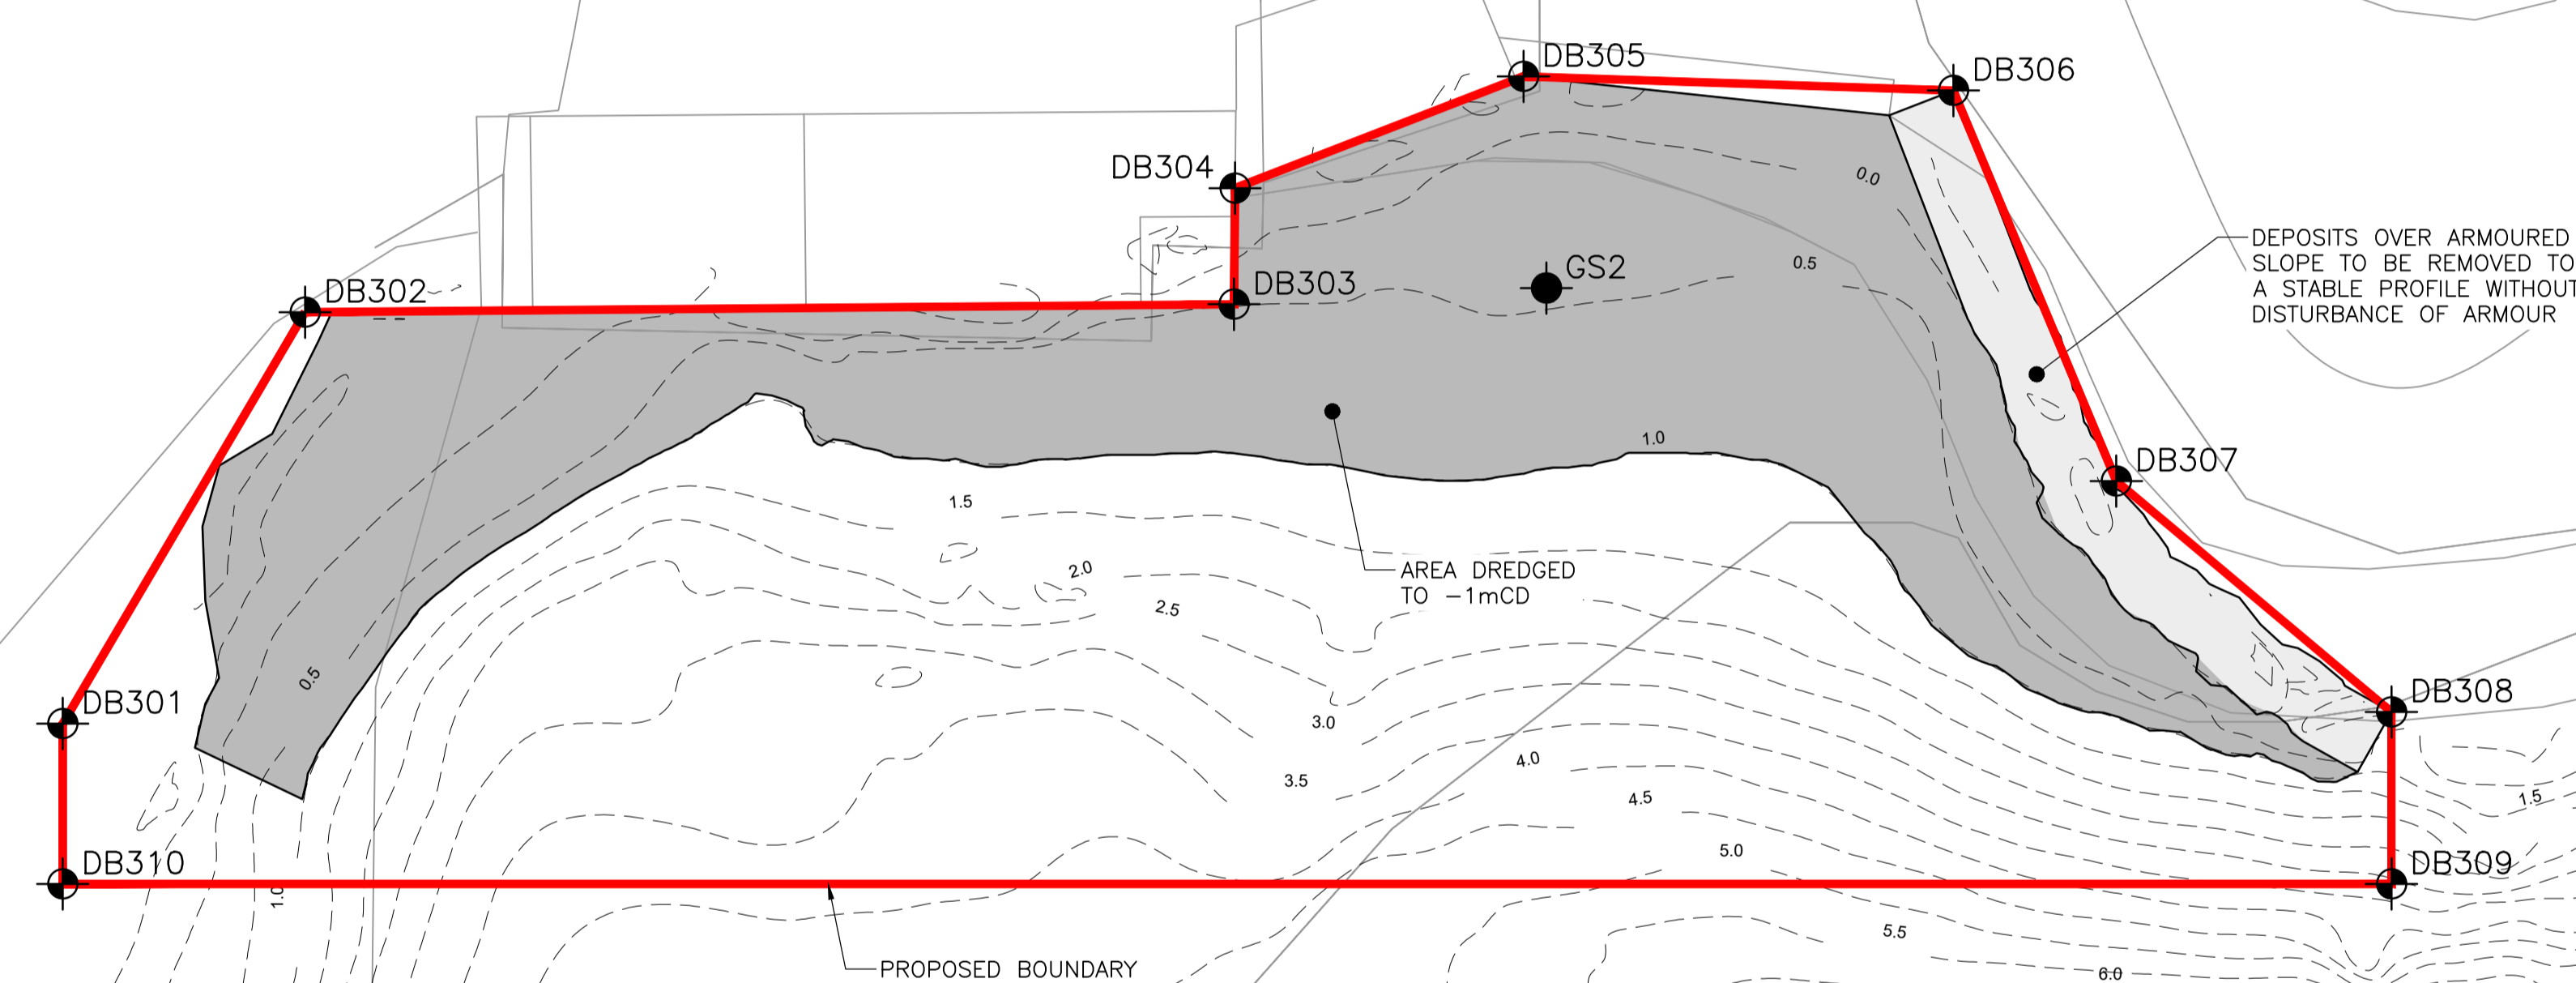 DB305
DB306
DB304
0.0
DEPOSITS OVER ARMOURED
SLOPE TO BE REMOVED TO
A STABLE PROFILE WITHOUT
DISTURBANCE OF ARMOUR
0.5
GS2
DB303
DB302
1.0
DB307
1.5
AREA DREDGED
TO -1mCD
2.0
2.5
0.5
DB301
DB308
3.0
4.0
3.5
4.5
1.5
5.0
DB310
DB309
1.0
5.5
PROPOSED BOUNDARY
6.0